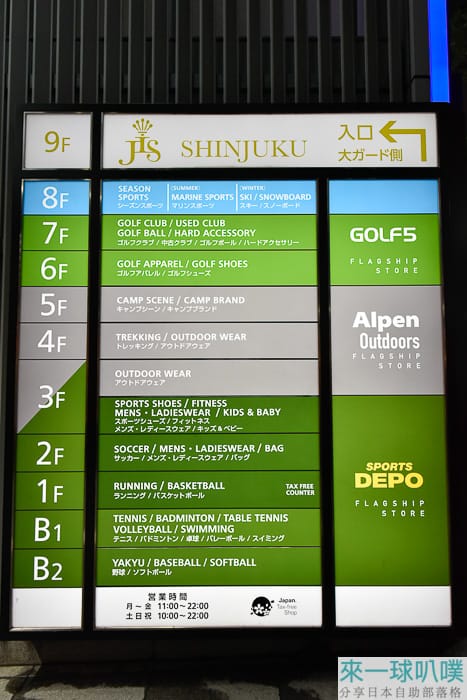 9F
JTS SHINJUKU
入口
大ガード側
8F
SEASON SPORTS
シーズンスポーツ
[SUMMER]
MARINE SPORTS
マリンスポーツ
[WINTER]
SKI / SNOWBOARD
スキー / スノーボード
7F
GOLF CLUB / USED CLUB
GOLF BALL / HARD ACCESSORY
ゴルフクラブ / 中古クラブ / ゴルフボール / ハードアクセサリー
GOLF5
FLAGSHIP
STORE
6F
GOLF APPAREL / GOLF SHOES
ゴルフアパレル / ゴルフシューズ
5F
CAMP SCENE / CAMP BRAND
キャンプシーン / キャンプブランド
Alpen
Outdoors
FLAGSHIP
STORE
4F
TREKKING / OUTDOOR WEAR
トレッキング / アウトドアウェア
3F
OUTDOOR WEAR
アウトドアウェア
SPORTS SHOES / FITNESS
MENS・LADIESWEAR / KIDS & BABY
スポーツシューズ / フィットネス
メンズ・レディースウェア / キッズ & ベビー
2F
SOCCER / MENS・LADIESWEAR / BAG
サッカー / メンズ・レディースウェア / バッグ
SPORTS
DEPO
FLAGSHIP
STORE
1F
RUNNING / BASKETBALL
ランニング / バスケットボール
TAX FREE
COUNTER
B1
TENNIS / BADMINTON / TABLE TENNIS
VOLLEYBALL / SWIMMING
テニス / バドミントン / 卓球 / バレーボール / スイミング
B2
YAKYU / BASEBALL / SOFTBALL
野球 / ソフトボール
営業時間
月～金 11:00～22:00
土日祝 10:00～22:00
Japan.
Tax-free
Shop
來一球叭噗
分享日本自助部落格